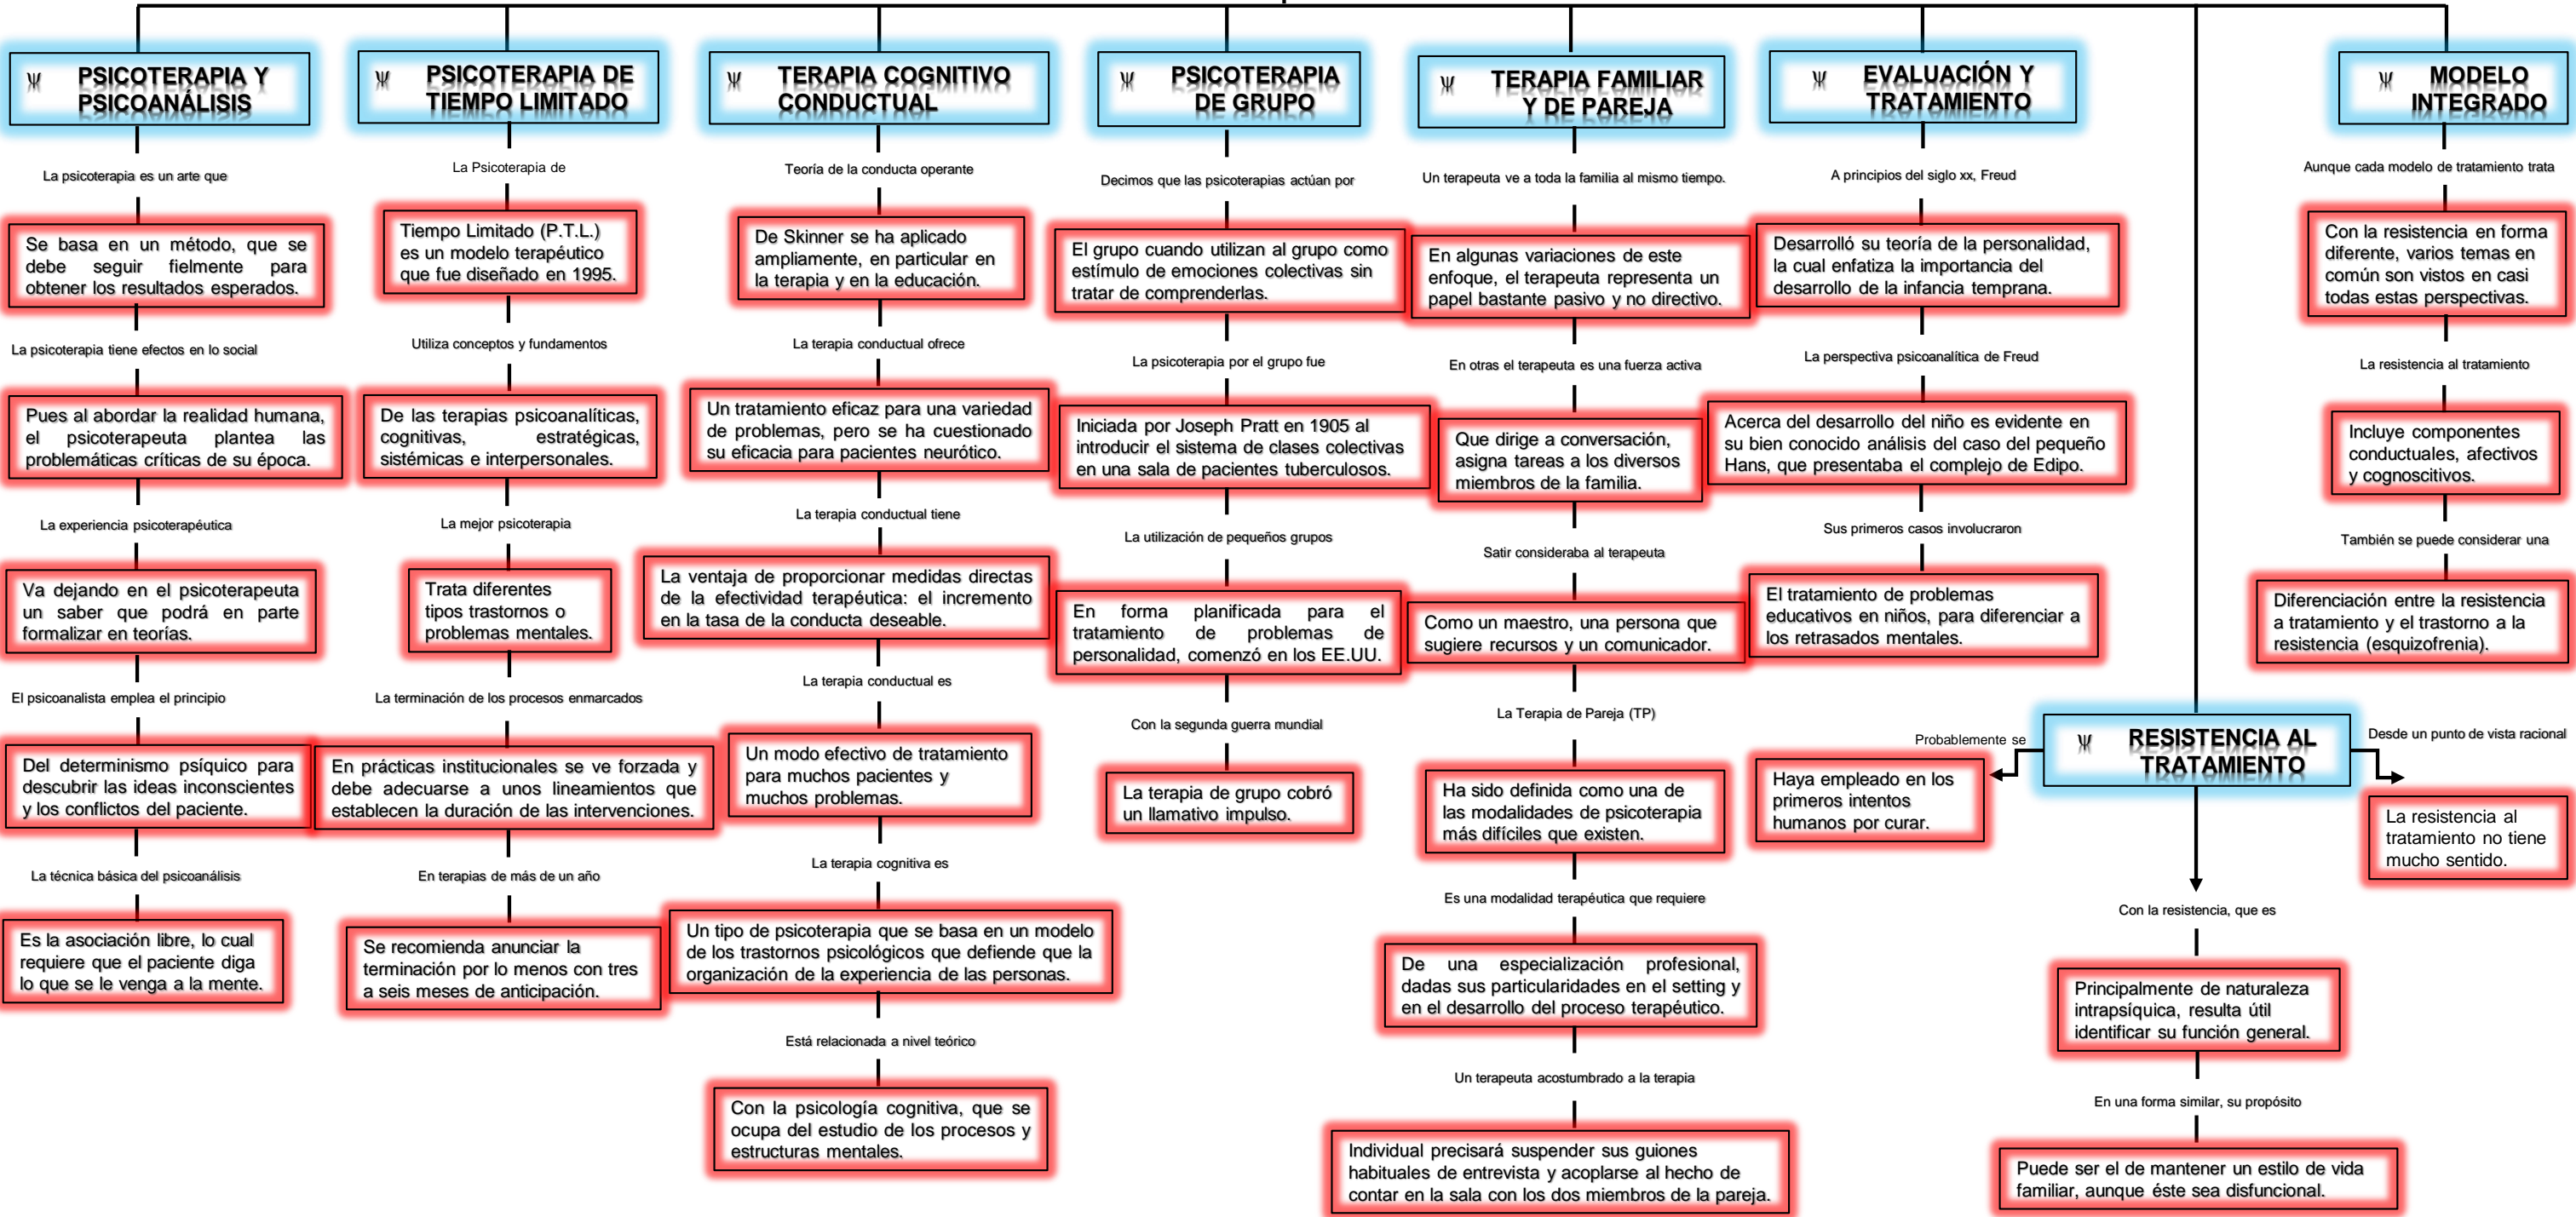 Ψ PSICOTERAPIA Y
PSICOANÁLISIS
La psicoterapia es un arte que
Se basa en un método, que se
debe seguir fielmente para
obtener los resultados esperados.
La psicoterapia tiene efectos en lo social
Pues al abordar la realidad humana,
el psicoterapeuta plantea las
problemáticas críticas de su época.
La experiencia psicoterapéutica
Va dejando en el psicoterapeuta
un saber que podrá en parte
formalizar en teorías.
El psicoanalista emplea el principio
Del determinismo psíquico para
descubrir las ideas inconscientes
y los conflictos del paciente.
La técnica básica del psicoanálisis
Es la asociación libre, lo cual
requiere que el paciente diga
lo que se le venga a la mente.
Ψ PSICOTERAPIA DE
TIEMPO LIMITADO
La Psicoterapia de
Tiempo Limitado (P.T.L.)
es un modelo terapéutico
que fue diseñado en 1995.
Utiliza conceptos y fundamentos
De las terapias psicoanalíticas,
cognitivas, estratégicas,
sistémicas e interpersonales.
La mejor psicoterapia
Trata diferentes
tipos trastornos o
problemas mentales.
La terminación de los procesos enmarcados
En prácticas institucionales se ve forzada y
debe adecuarse a unos lineamientos que
establecen la duración de las intervenciones.
En terapias de más de un año
Se recomienda anunciar la
terminación por lo menos con tres
a seis meses de anticipación.
Ψ TERAPIA COGNITIVO
CONDUCTUAL
Teoría de la conducta operante
De Skinner se ha aplicado
ampliamente, en particular en
la terapia y en la educación.
La terapia conductual ofrece
Un tratamiento eficaz para una variedad
de problemas, pero se ha cuestionado
su eficacia para pacientes neurótico.
La terapia conductual tiene
La ventaja de proporcionar medidas directas
de la efectividad terapéutica: el incremento
en la tasa de la conducta deseable.
La terapia conductual es
Un modo efectivo de tratamiento
para muchos pacientes y
muchos problemas.
La terapia cognitiva es
Un tipo de psicoterapia que se basa en un modelo
de los trastornos psicológicos que defiende que la
organización de la experiencia de las personas.
Está relacionada a nivel teórico
Con la psicología cognitiva, que se
ocupa del estudio de los procesos y
estructuras mentales.
Ψ PSICOTERAPIA
DE GRUPO
Decimos que las psicoterapias actúan por
El grupo cuando utilizan al grupo como
estímulo de emociones colectivas sin
tratar de comprenderlas.
La psicoterapia por el grupo fue
Iniciada por Joseph Pratt en 1905 al
introducir el sistema de clases colectivas
en una sala de pacientes tuberculosos.
La utilización de pequeños grupos
En forma planificada para el
tratamiento de problemas de
personalidad, comenzó en los EE.UU.
Con la segunda guerra mundial
La terapia de grupo cobró
un llamativo impulso.
Ψ TERAPIA FAMILIAR
Y DE PAREJA
Un terapeuta ve a toda la familia al mismo tiempo.
En algunas variaciones de este
enfoque, el terapeuta representa un
papel bastante pasivo y no directivo.
En otras el terapeuta es una fuerza activa
Que dirige a conversación,
asigna tareas a los diversos
miembros de la familia.
Satir consideraba al terapeuta
Como un maestro, una persona que
sugiere recursos y un comunicador.
La Terapia de Pareja (TP)
Ha sido definida como una de
las modalidades de psicoterapia
más difíciles que existen.
Es una modalidad terapéutica que requiere
De una especialización profesional,
dadas sus particularidades en el setting y
en el desarrollo del proceso terapéutico.
Un terapeuta acostumbrado a la terapia
Individual precisará suspender sus guiones
habituales de entrevista y acoplarse al hecho de
contar en la sala con los dos miembros de la pareja.
Ψ EVALUACIÓN Y
TRATAMIENTO
A principios del siglo xx, Freud
Desarrolló su teoría de la personalidad,
la cual enfatiza la importancia del
desarrollo de la infancia temprana.
La perspectiva psicoanalítica de Freud
Acerca del desarrollo del niño es evidente en
su bien conocido análisis del caso del pequeño
Hans, que presentaba el complejo de Edipo.
Sus primeros casos involucraron
El tratamiento de problemas
educativos en niños, para diferenciar a
los retrasados mentales.
Ψ RESISTENCIA AL
TRATAMIENTO
Probablemente se
Haya empleado en los
primeros intentos
humanos por curar.
Con la resistencia, que es
Principalmente de naturaleza
intrapsíquica, resulta útil
identificar su función general.
En una forma similar, su propósito
Puede ser el de mantener un estilo de vida
familiar, aunque éste sea disfuncional.
Desde un punto de vista racional
La resistencia al
tratamiento no tiene
mucho sentido.
Ψ MODELO
INTEGRADO
Aunque cada modelo de tratamiento trata
Con la resistencia en forma
diferente, varios temas en
común son vistos en casi
todas estas perspectivas.
La resistencia al tratamiento
Incluye componentes
conductuales, afectivos
y cognoscitivos.
También se puede considerar una
Diferenciación entre la resistencia
a tratamiento y el trastorno a la
resistencia (esquizofrenia).